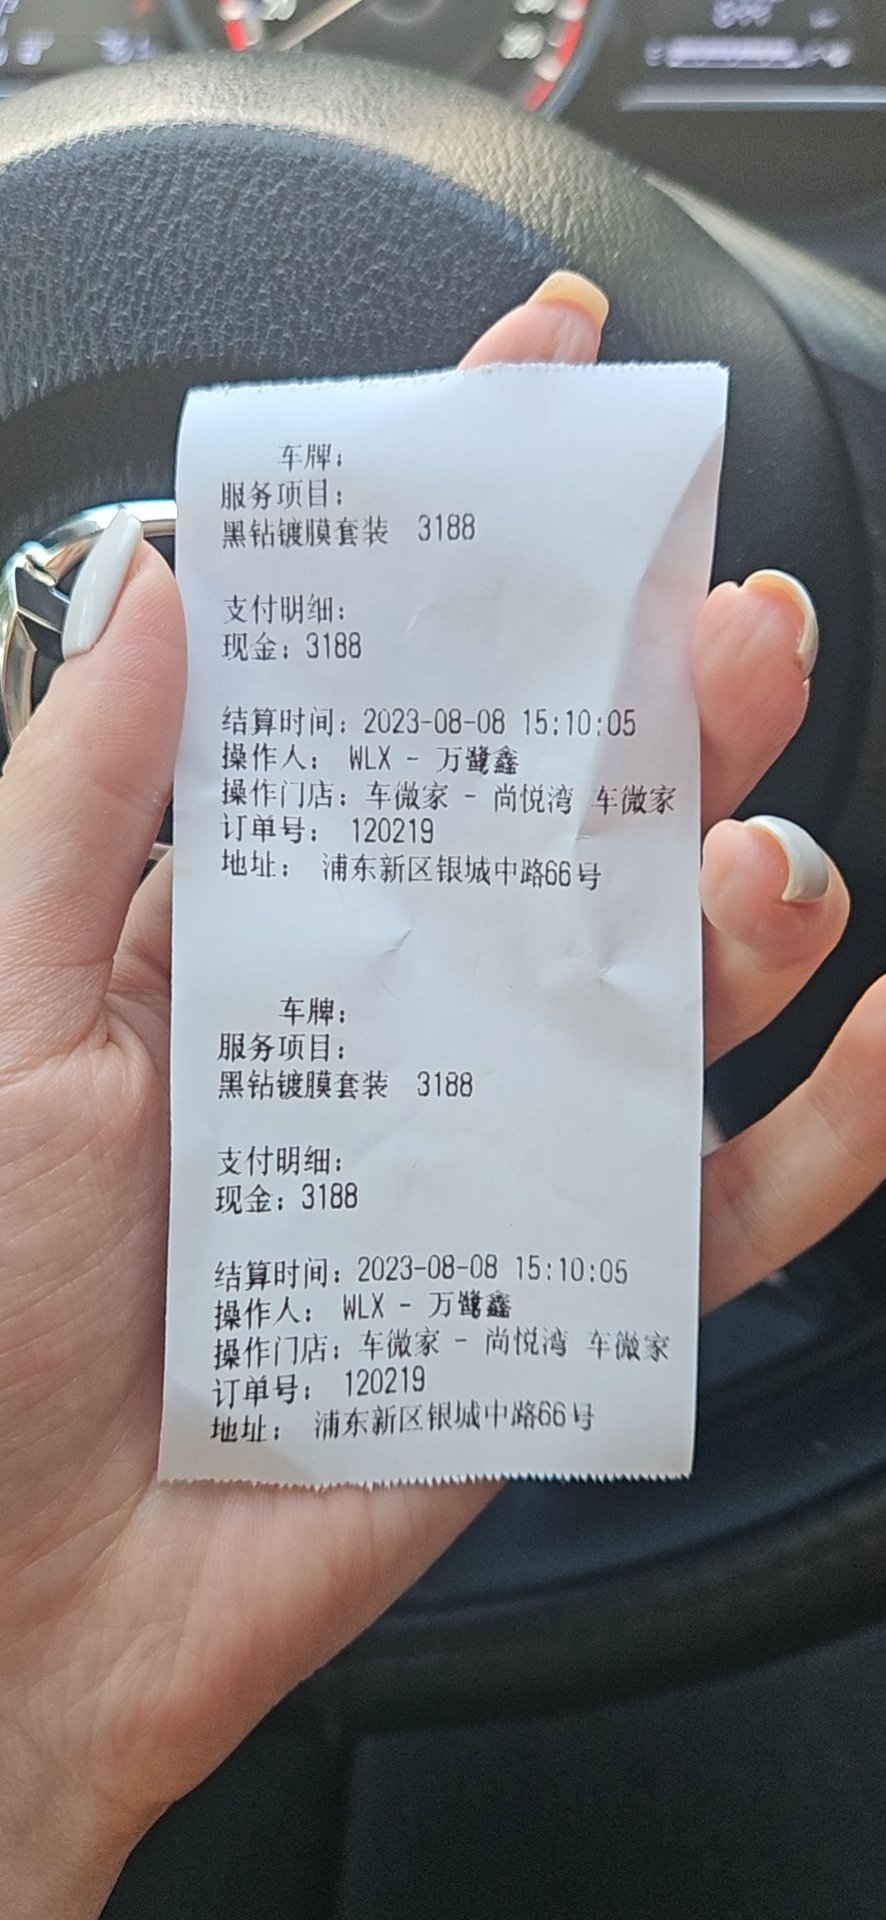 车牌：
服务项目：
黑钻镀膜套装 3188
支付明细：
现金：3188
结算时间：2023-08-08 15:10:05
操作人： WLX - 万鹭鑫
操作门店：车微家 - 尚悦湾 车微家
订单号： 120219
地址： 浦东新区银城中路66号
车牌：
服务项目：
黑钻镀膜套装 3188
支付明细：
现金：3188
结算时间：2023-08-08 15:10:05
操作人： WLX - 万鹭鑫
操作门店：车微家 - 尚悦湾 车微家
订单号： 120219
地址： 浦东新区银城中路66号